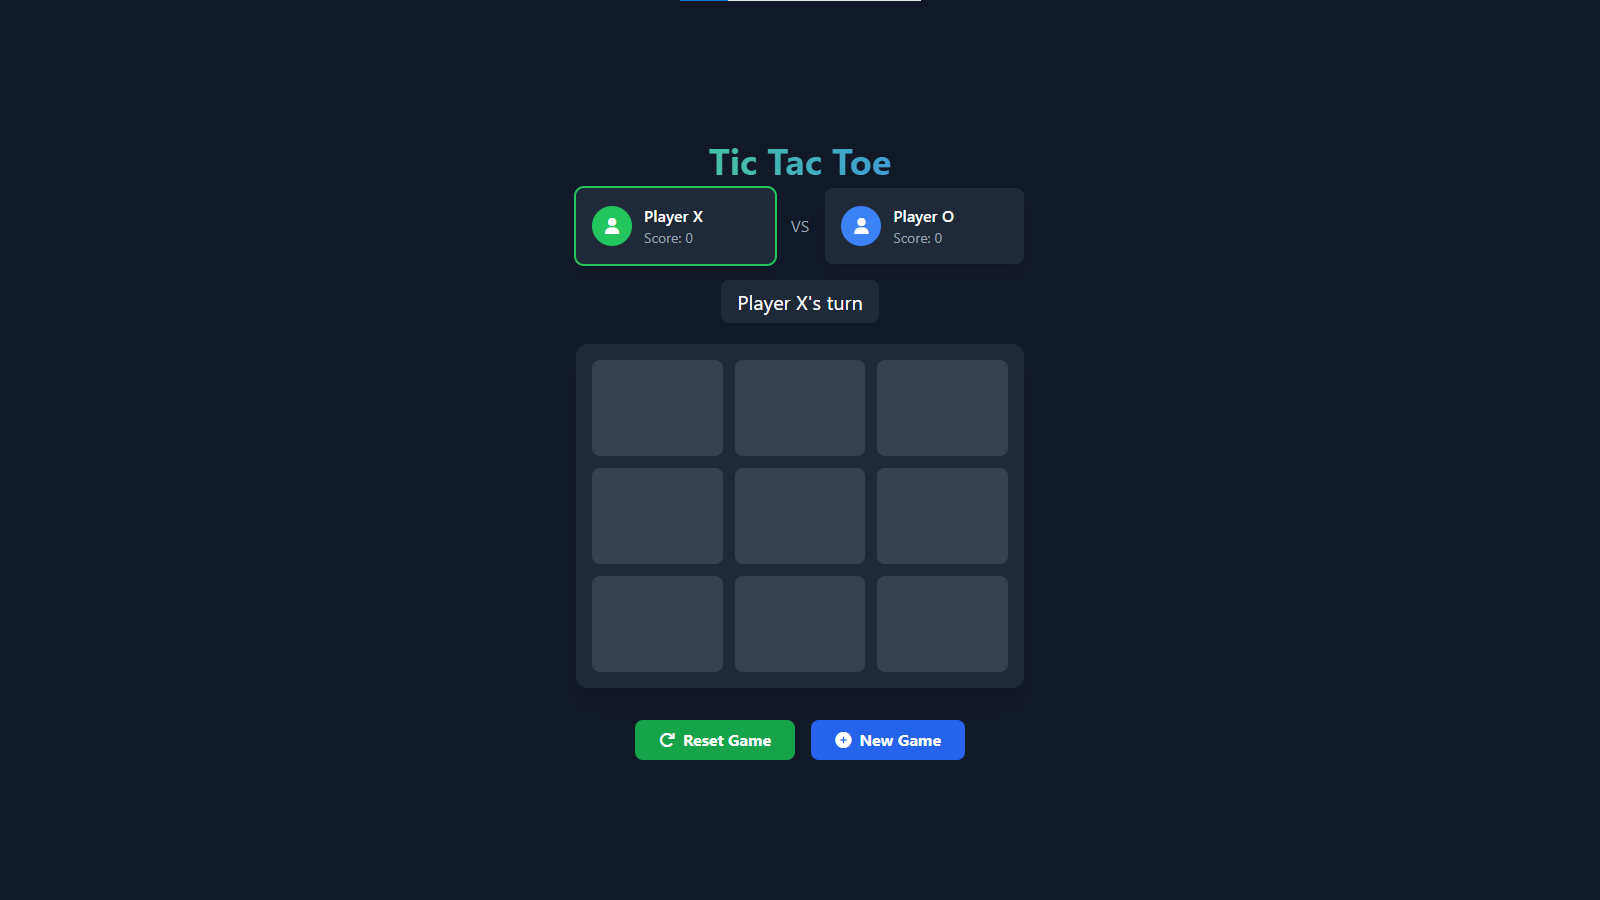 Tic Tac Toe
Player X
Score: 0
VS
Player O
Score: 0
Player X's turn
Reset Game
New Game